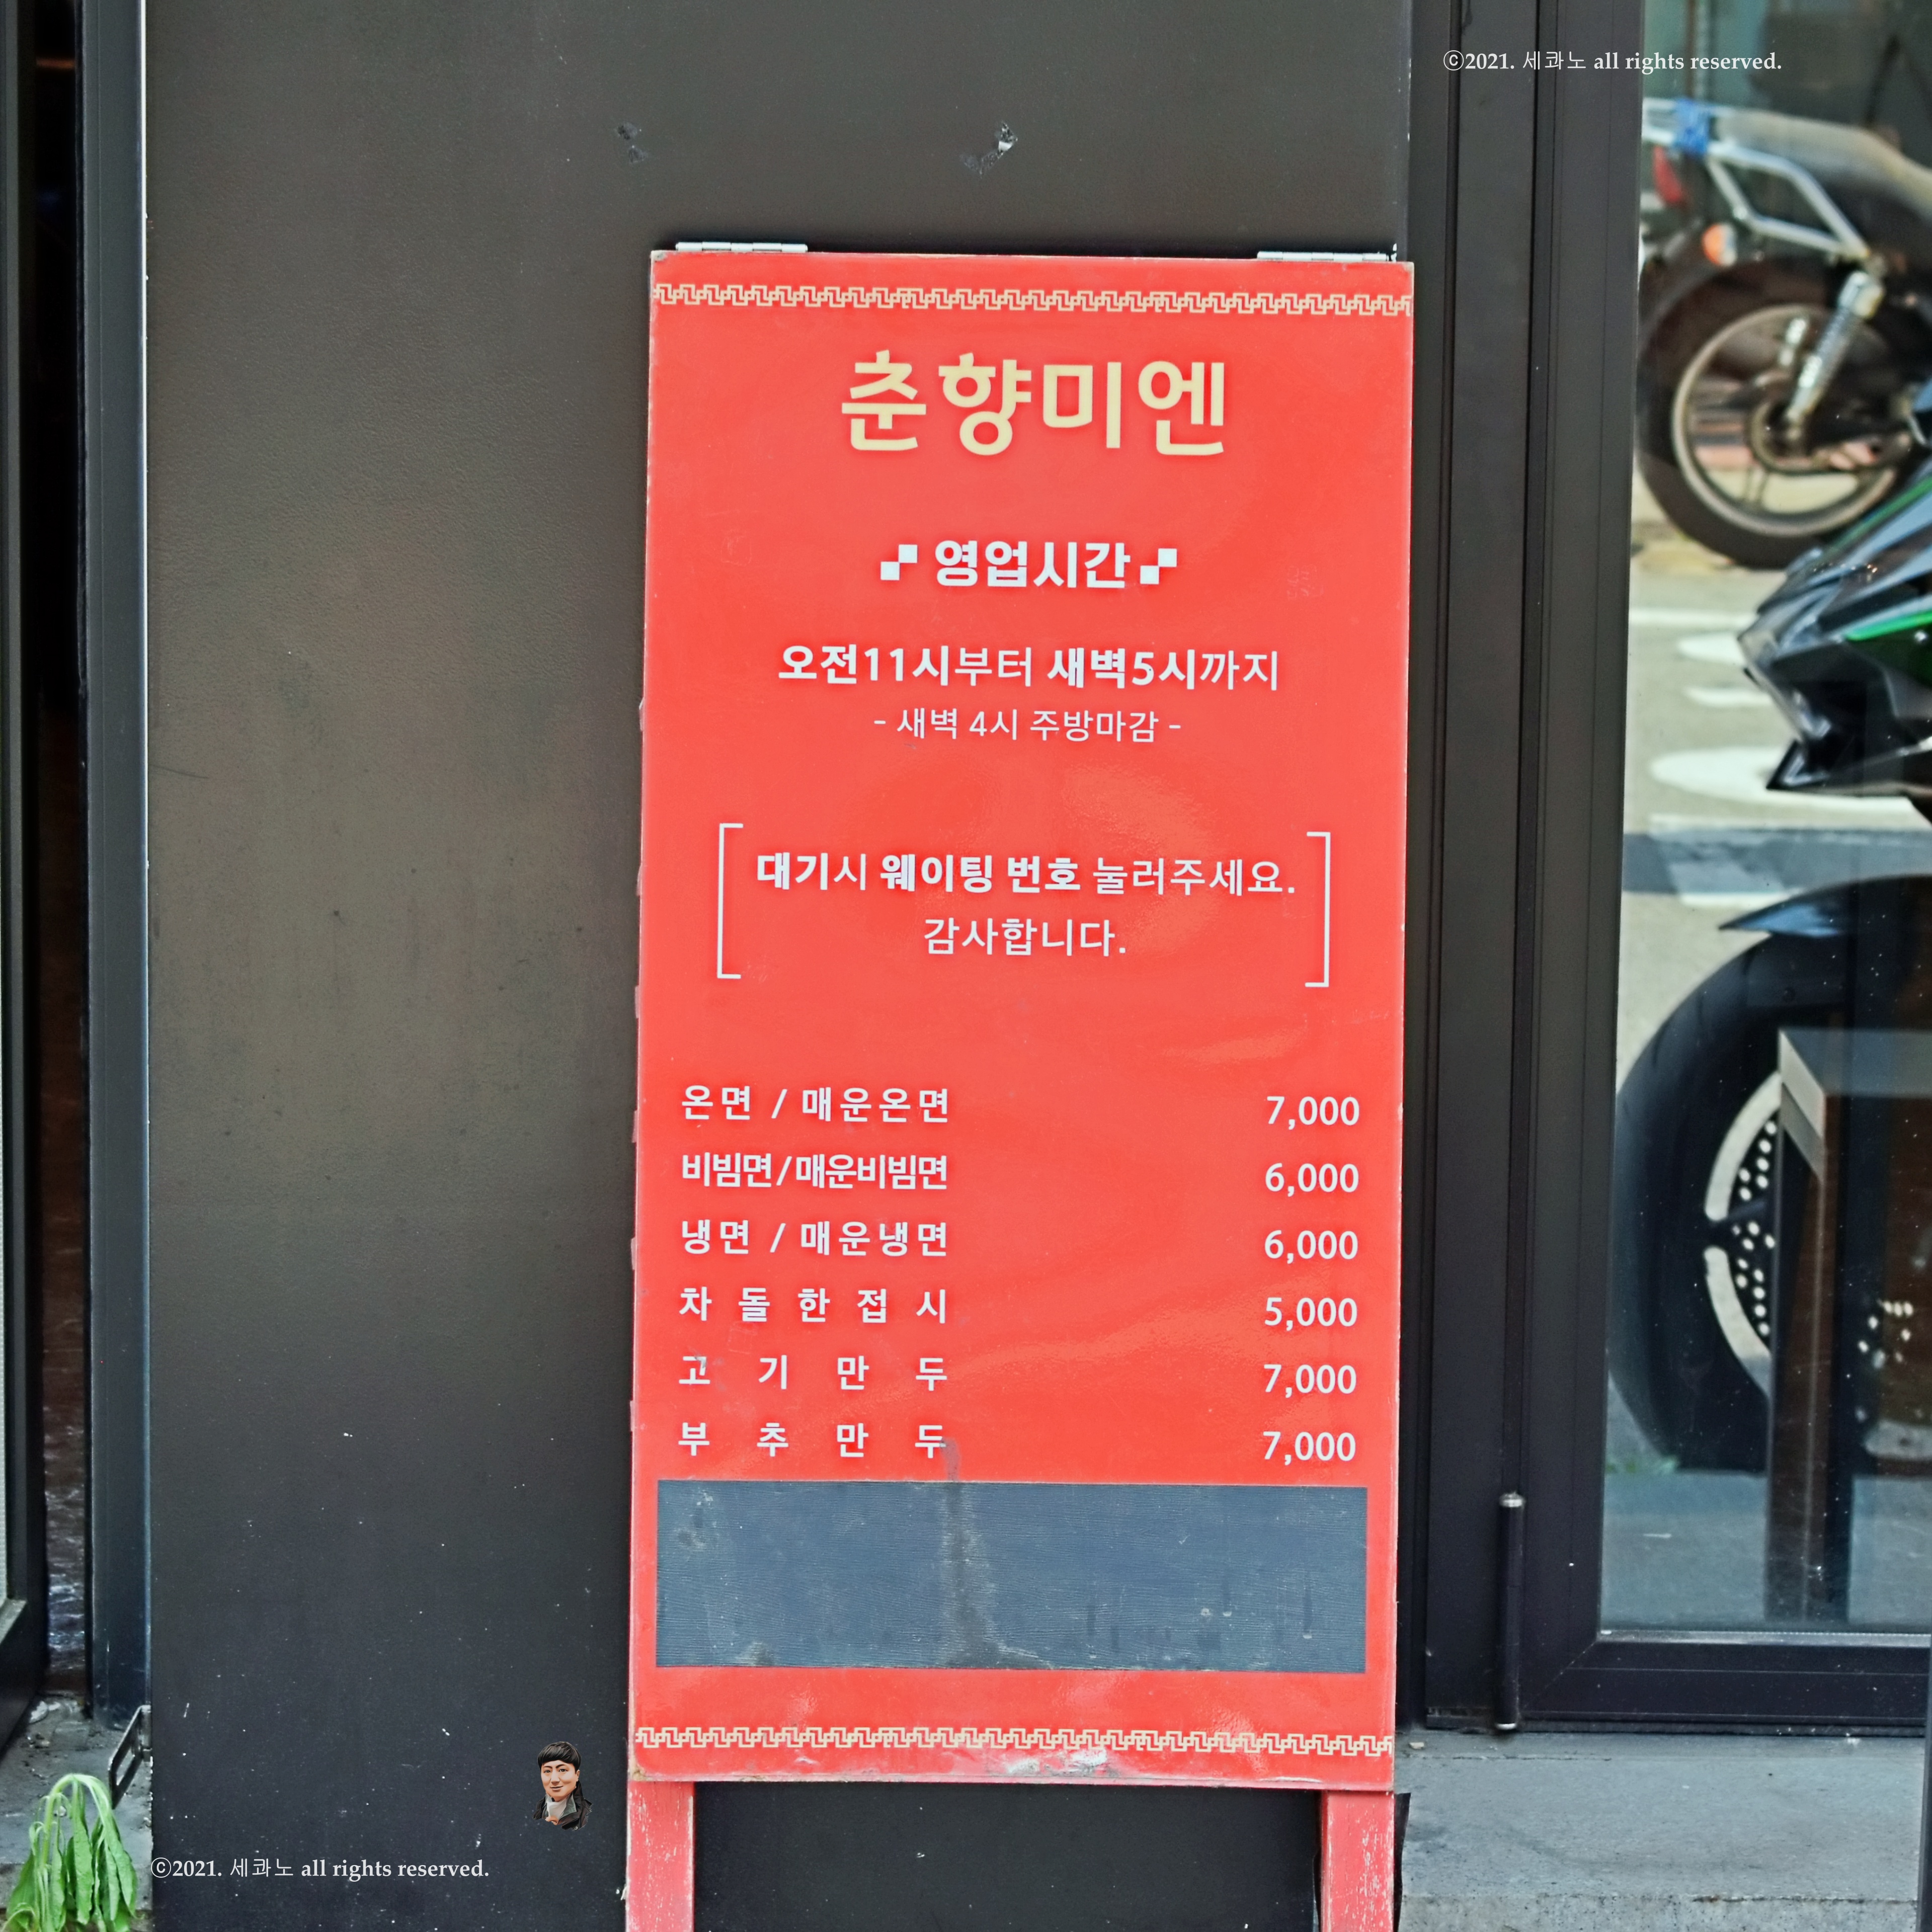 ⓒ2021. 세콰노 all rights reserved.
춘향미엔
영업시간
오전11시부터 새벽5시까지
- 새벽 4시 주방마감 -
대기시 웨이팅 번호 눌러주세요.
감사합니다.
온면 / 매운온면 7,000
비빔면/매운비빔면 6,000
냉면 / 매운냉면 6,000
차돌한접시 5,000
고기만두 7,000
부추만두 7,000
ⓒ2021. 세콰노 all rights reserved.